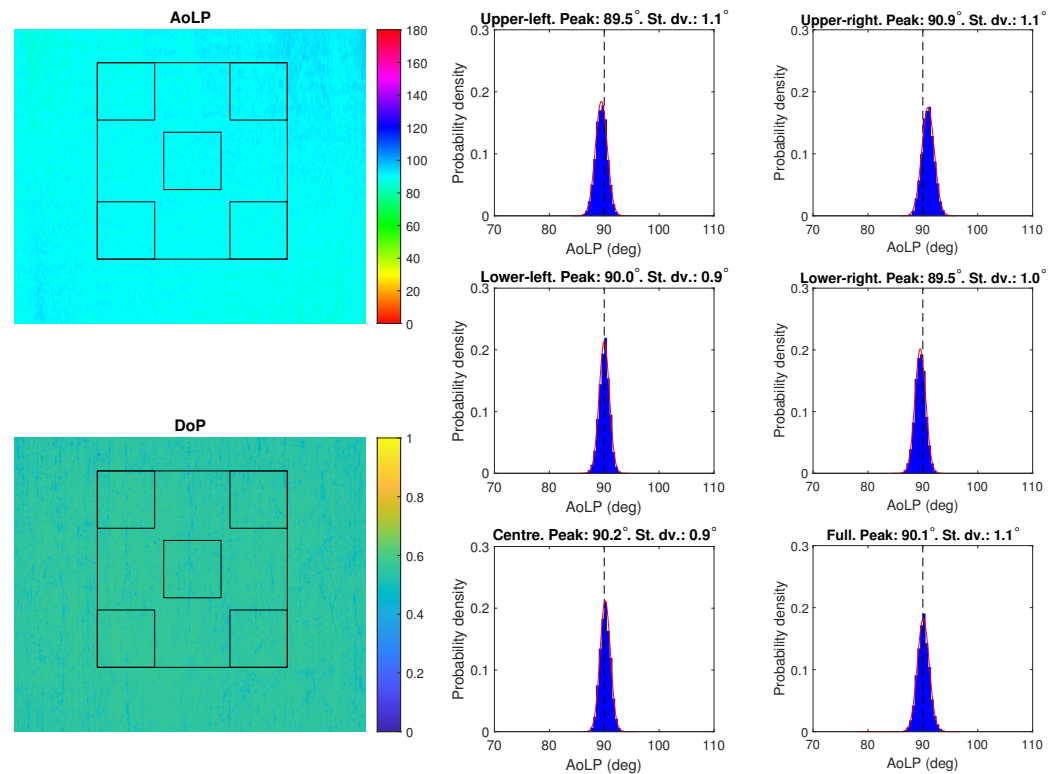 AoLP
180
160
140
120
100
80
60
40
20
0
Upper-left. Peak: 89.5°. St. dv.: 1.1°
0.3
0.2
0.1
0
Probability density
70 80 90 100 110
AoLP (deg)
Upper-right. Peak: 90.9°. St. dv.: 1.1°
0.3
0.2
0.1
0
Probability density
70 80 90 100 110
AoLP (deg)
Lower-left. Peak: 90.0°. St. dv.: 0.9°
0.3
0.2
0.1
0
Probability density
70 80 90 100 110
AoLP (deg)
Lower-right. Peak: 89.5°. St. dv.: 1.0°
0.3
0.2
0.1
0
Probability density
70 80 90 100 110
AoLP (deg)
DoP
1
0.8
0.6
0.4
0.2
0
Centre. Peak: 90.2°. St. dv.: 0.9°
0.3
0.2
0.1
0
Probability density
70 80 90 100 110
AoLP (deg)
Full. Peak: 90.1°. St. dv.: 1.1°
0.3
0.2
0.1
0
Probability density
70 80 90 100 110
AoLP (deg)